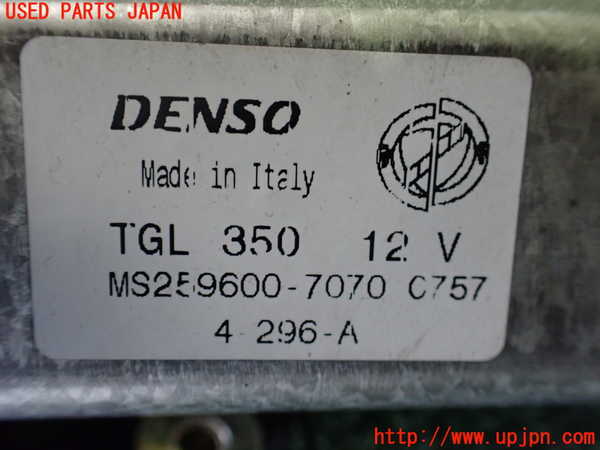 USED PARTS JAPAN
DENSO
Made in Italy
TGL 350 12 V
MS259600-7070 C757
4-296-A
http://www.upjpn.com/